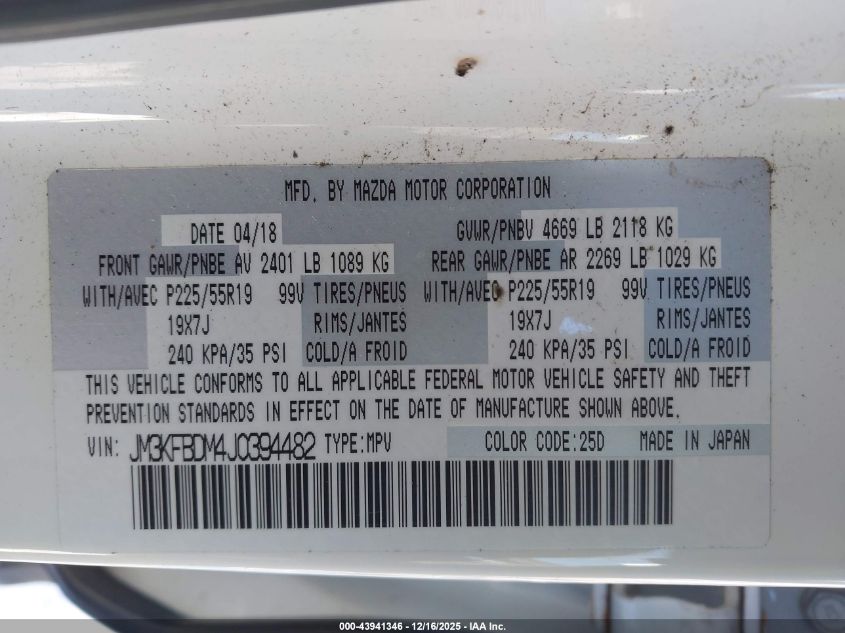 MFD. BY MAZDA MOTOR CORPORATION
DATE 04/18 GVWR/PNBV 4669 LB 2118 KG
FRONT GAWR/PNBE AV 2401 LB 1089 KG REAR GAWR/PNBE AR 2269 LB 1029 KG
WITH/AVEC P225/55R19 99V TIRES/PNEUS WITH/AVEC P225/55R19 99V TIRES/PNEUS
19X7J RIMS/JANTES 19X7J RIMS/JANTES
240 KPA/35 PSI COLD/A FROID 240 KPA/35 PSI COLD/A FROID
THIS VEHICLE CONFORMS TO ALL APPLICABLE FEDERAL MOTOR VEHICLE SAFETY AND THEFT
PREVENTION STANDARDS IN EFFECT ON THE DATE OF MANUFACTURE SHOWN ABOVE.
VIN: JM3KFBDM4J0394482 TYPE:MPV COLOR CODE:25D MADE IN JAPAN
000-43941346 - 12/16/2025 - IAA Inc.